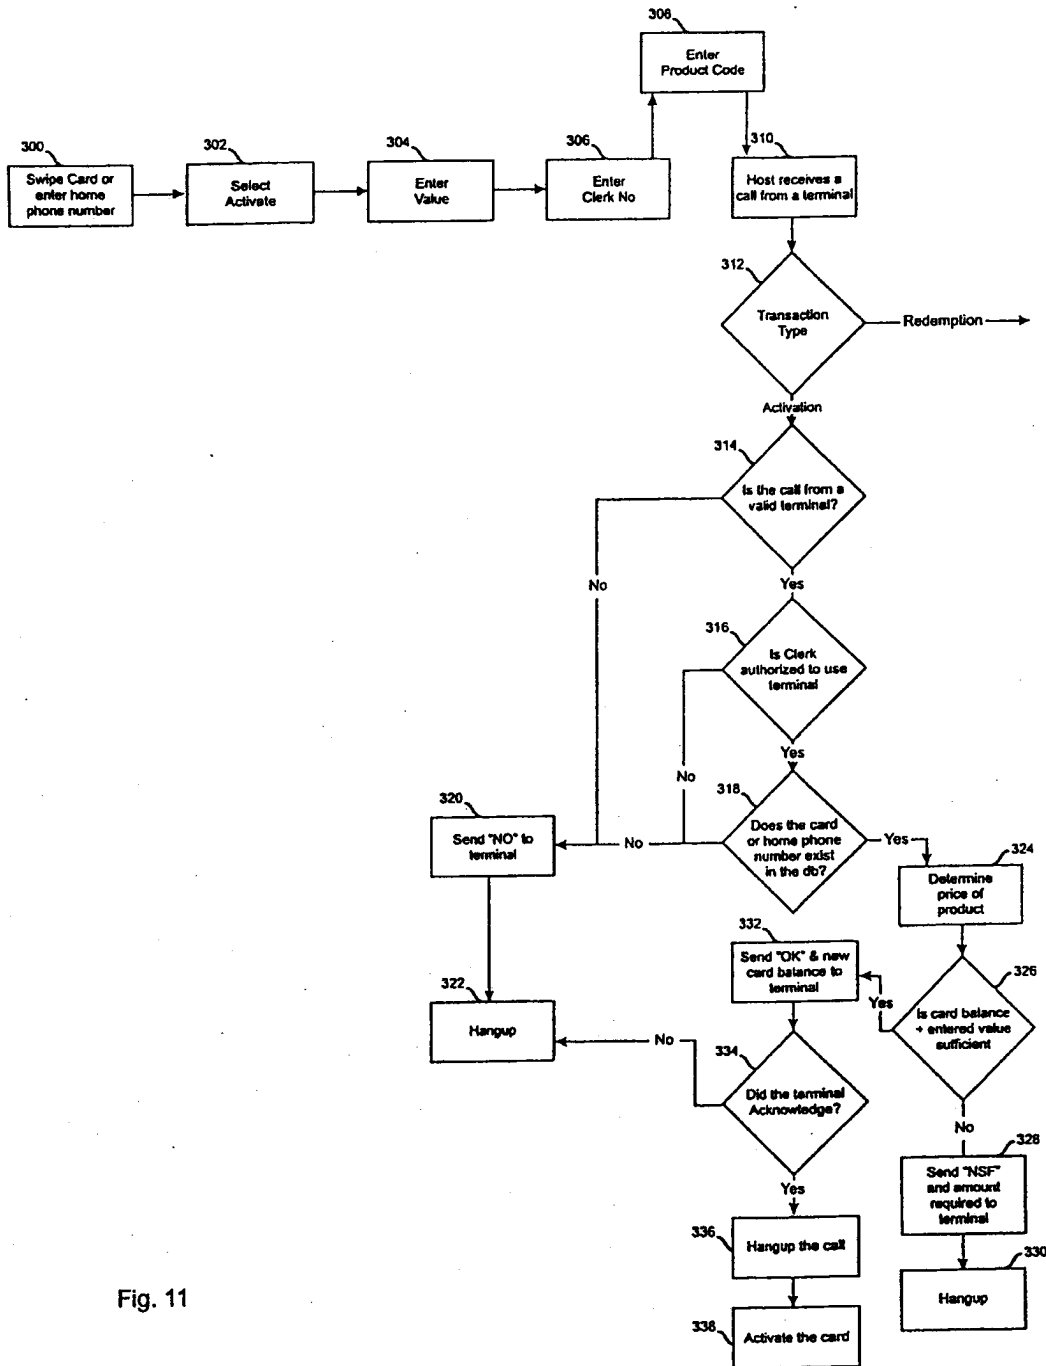 306
Enter
Product Code
300
Swipe Card or
enter home
phone number
302
Select
Activate
304
Enter
Value
306
Enter
Clerk No
310
Host receives a
call from a terminal
312
Transaction
Type
Redemption
Activation
314
Is the call from a
valid terminal?
No
Yes
316
Is Clerk
authorized to use
terminal
No
Yes
318
Does the card
or home phone
number exist
in the db?
No
Yes
320
Send "NO" to
terminal
322
Hangup
324
Determine
price of
product
326
Is card balance
+ entered value
sufficient
Yes
No
332
Send "OK" & new
card balance to
terminal
334
Did the terminal
Acknowledge?
No
Yes
328
Send "NSF"
and amount
required to
terminal
330
Hangup
336
Hangup the call
338
Activate the card
Fig. 11